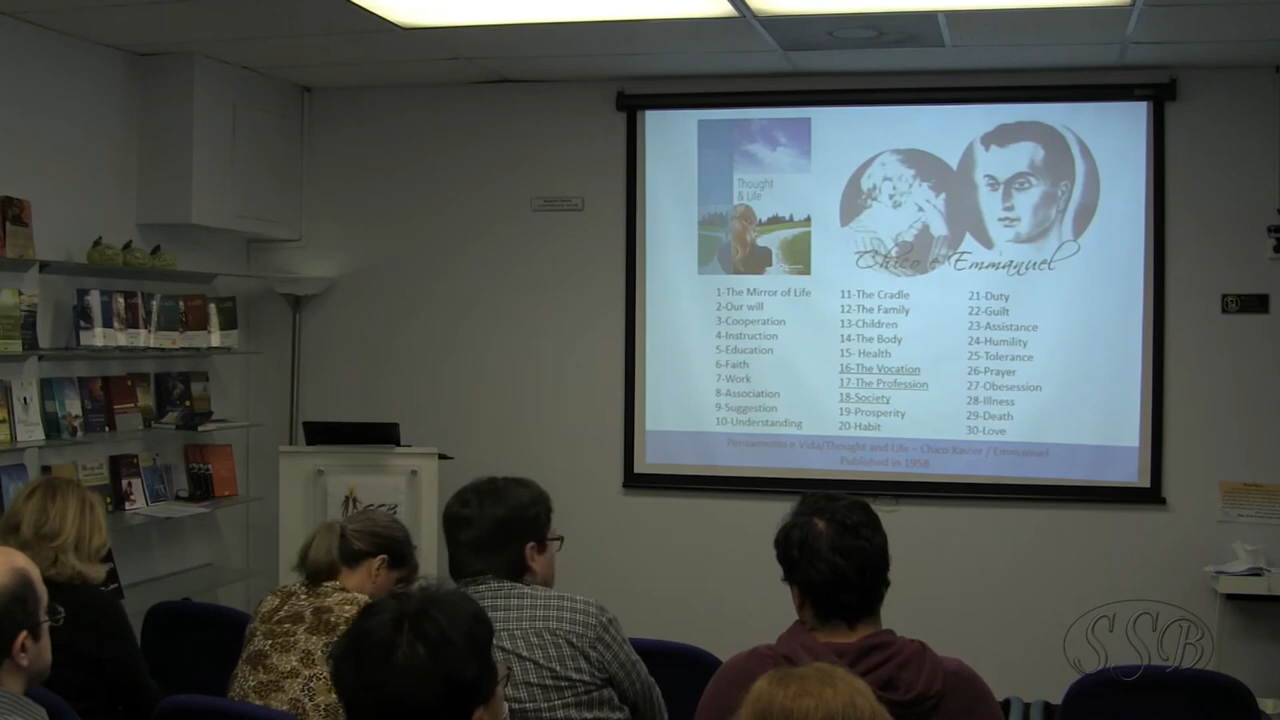 Thought
& Life
Chico e Emmanuel
1-The Mirror of Life
2-Our will
3-Cooperation
4-Instruction
5-Education
6-Faith
7-Work
8-Association
9-Suggestion
10-Understanding
11-The Cradle
12-The Family
13-Children
14-The Body
15- Health
16-The Vocation
17-The Profession
18-Society
19-Prosperity
20-Habit
21-Duty
22-Guilt
23-Assistance
24-Humility
25-Tolerance
26-Prayer
27-Obesession
28-Illness
29-Death
30-Love
Pensamento e Vida/Thought and Life – Chico Xavier / Emmanuel
Published in 1958
SSB